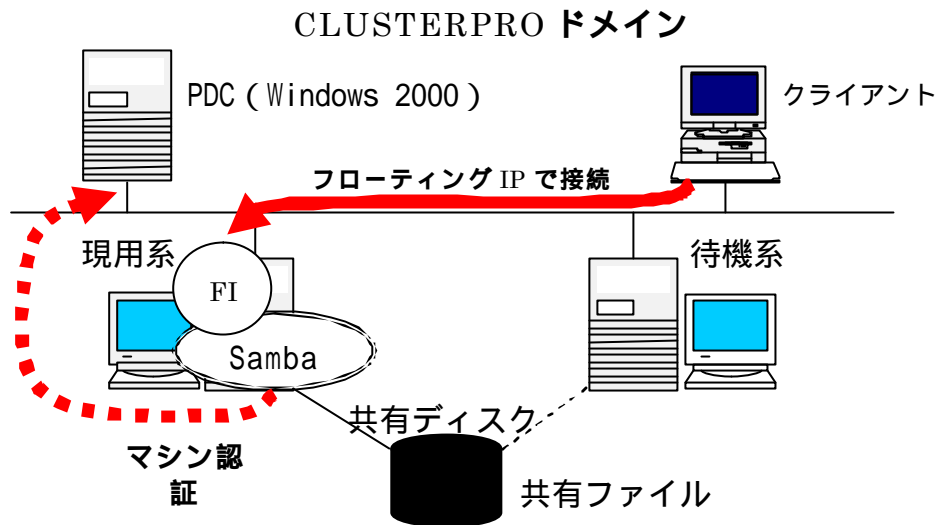 CLUSTERPRO ドメイン
PDC（Windows 2000）
クライアント
フローティング IP で接続
現用系
待機系
FI
Samba
共有ディスク
マシン認
証
共有ファイル